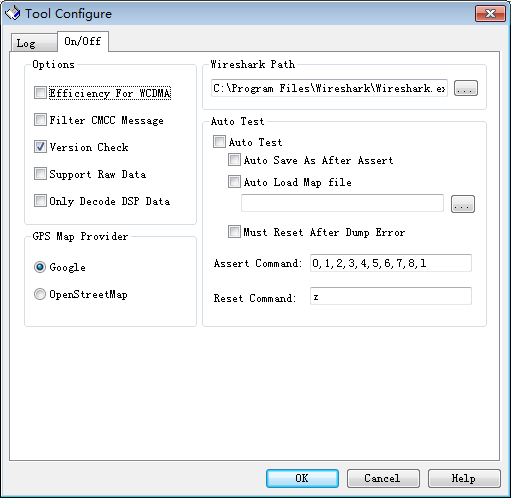 Tool Configure
Log
On/Off
Options
Efficiency For WCDMA
Filter CMCC Message
Version Check
Support Raw Data
Only Decode DSP Data
GPS Map Provider
Google
OpenStreetMap
Wireshark Path
C:\Program Files\Wireshark\Wireshark.ex
...
Auto Test
Auto Test
Auto Save As After Assert
Auto Load Map file
...
Must Reset After Dump Error
Assert Command: 0,1,2,3,4,5,6,7,8,l
Reset Command: z
OK
Cancel
Help